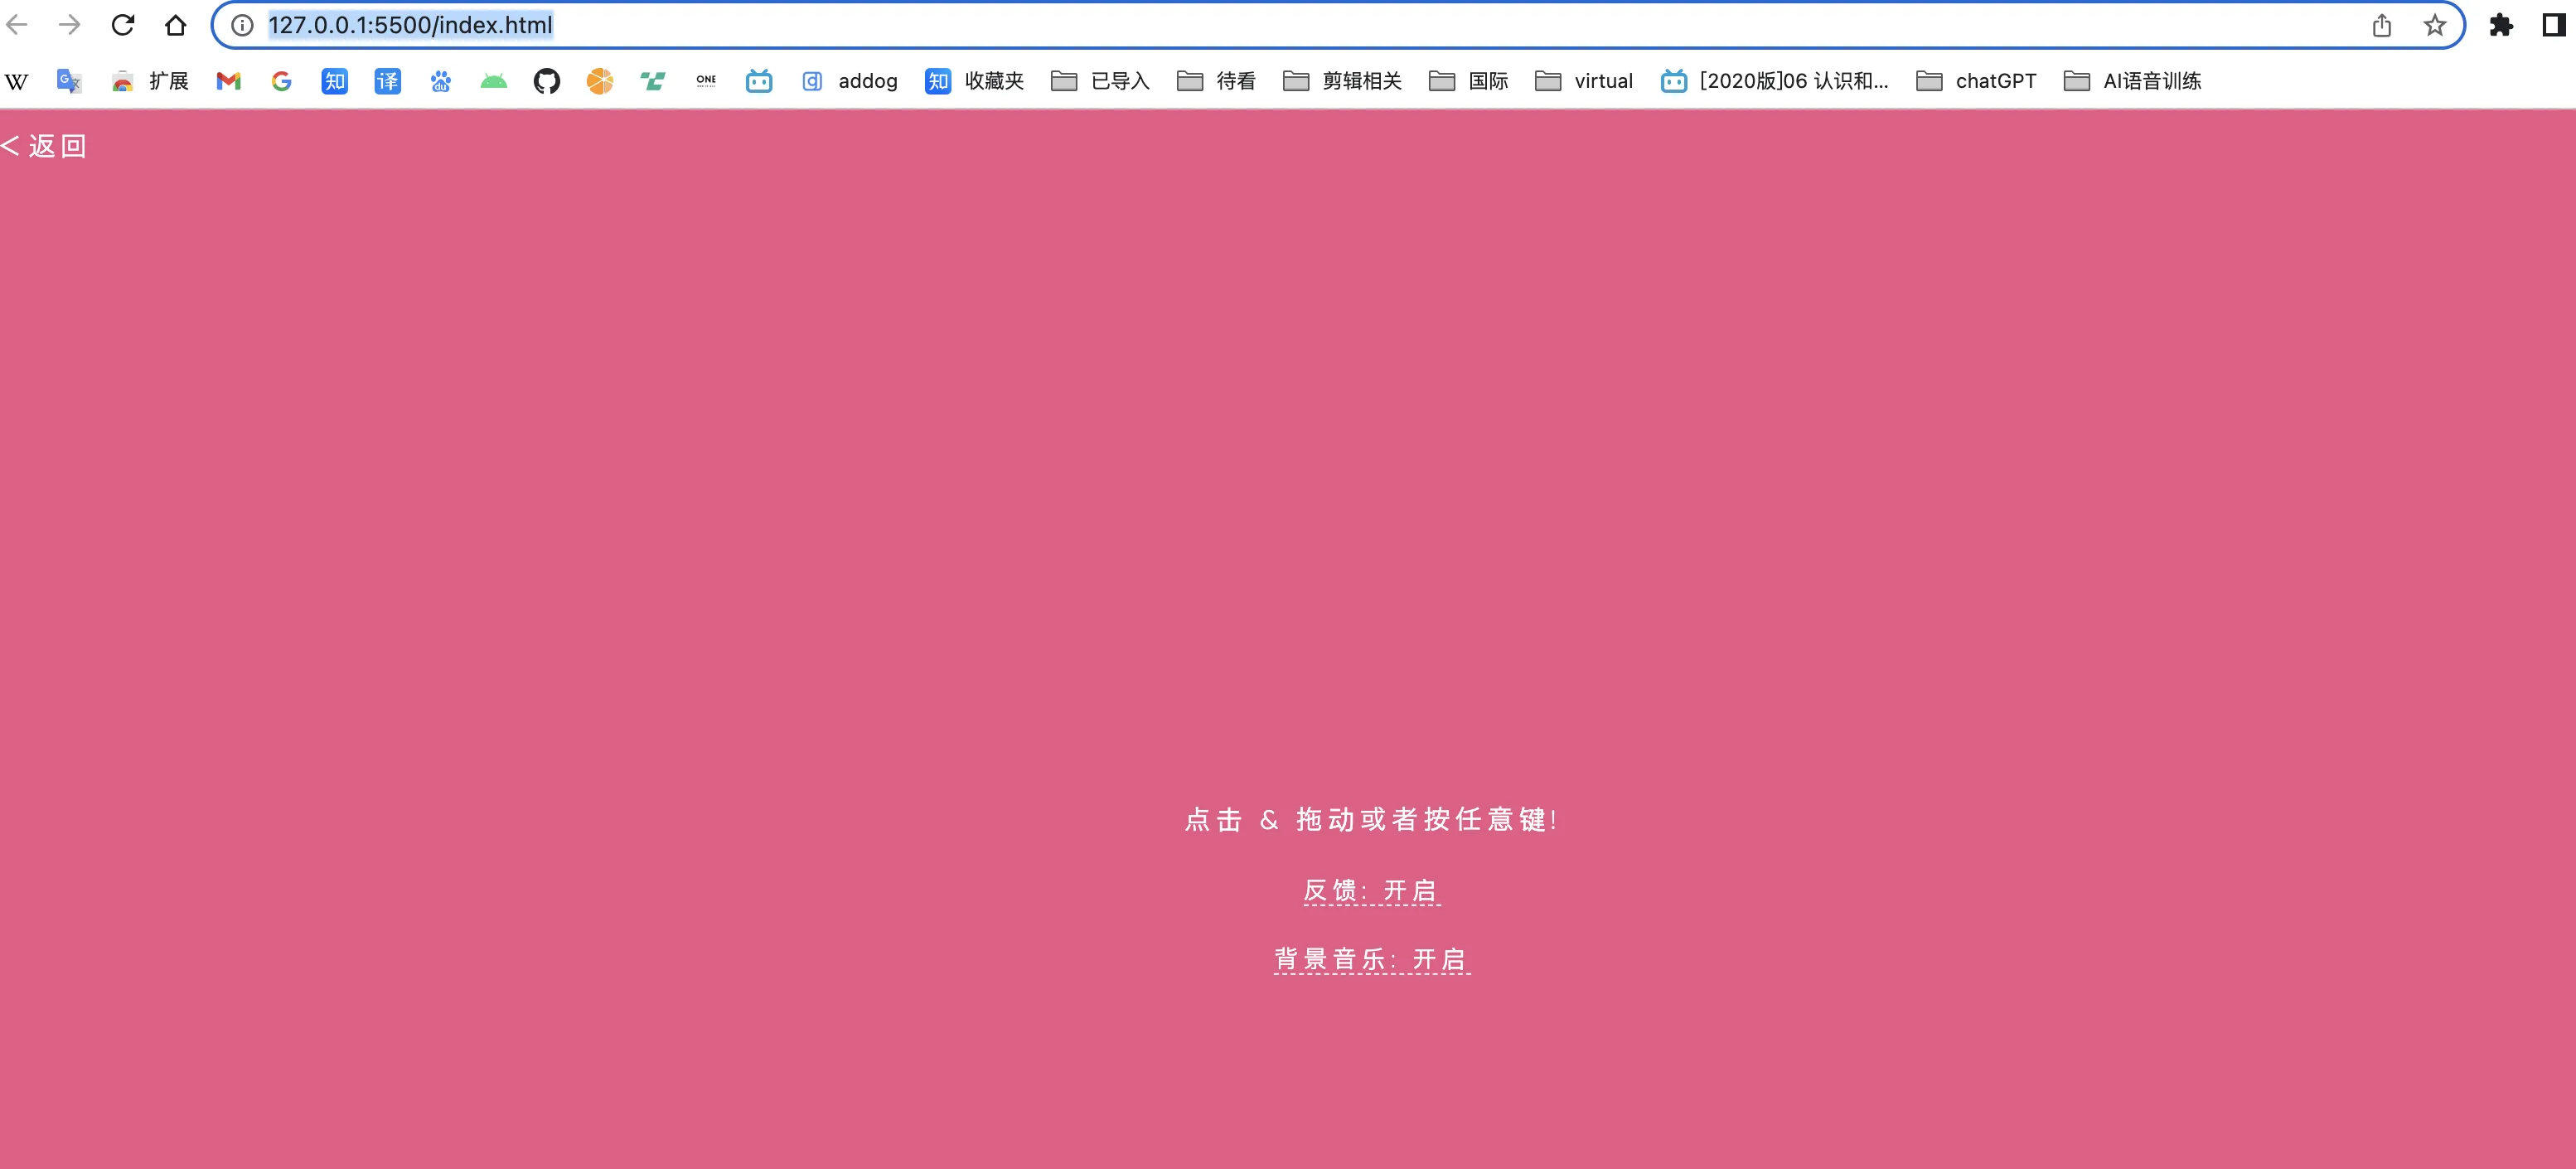 127.0.0.1:5500/index.html
W G 文 扩展 M G 知 译 du ONE addog 知 收藏夹 已导入 待看 剪辑相关 国际 virtual [2020版]06 认识和... chatGPT AI语音训练
< 返回
点击 & 拖动或者按任意键!
反馈: 开启
背景音乐: 开启